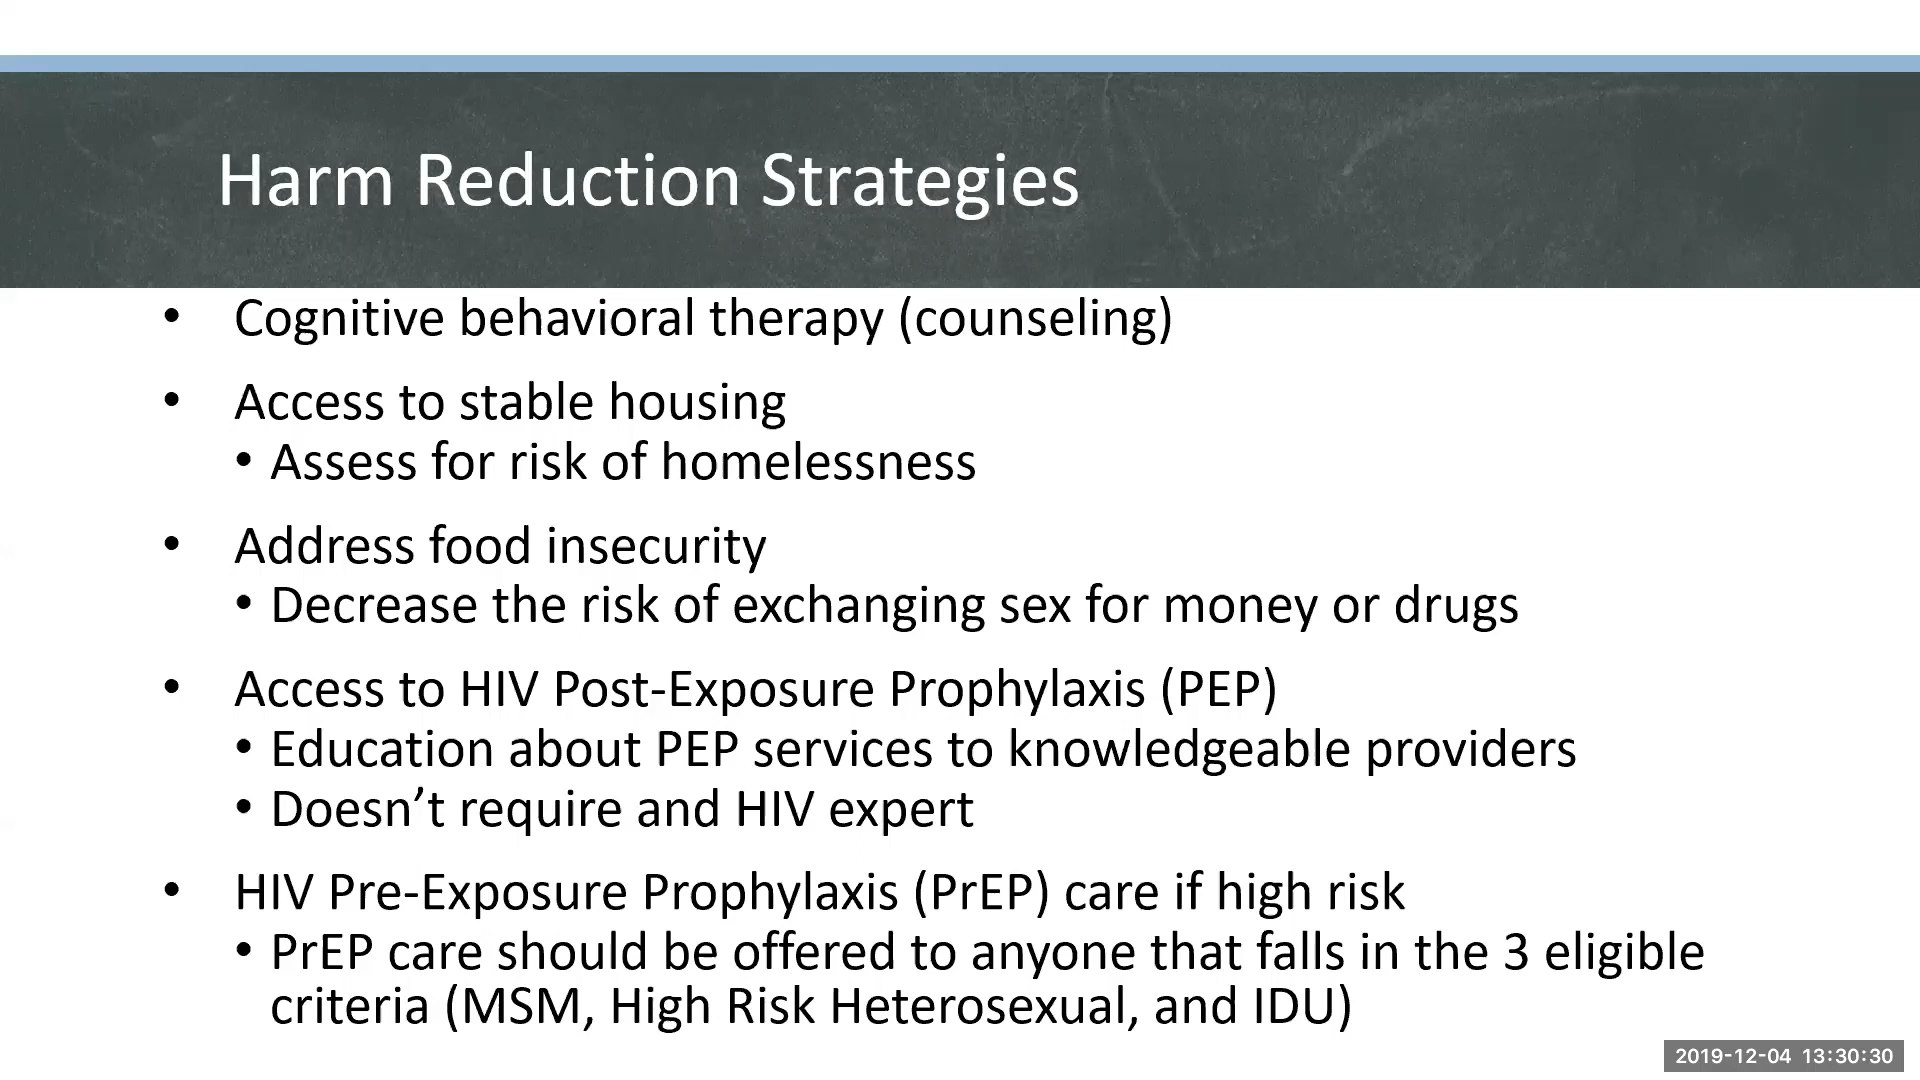 Harm Reduction Strategies
• Cognitive behavioral therapy (counseling)
• Access to stable housing
• Assess for risk of homelessness
• Address food insecurity
• Decrease the risk of exchanging sex for money or drugs
• Access to HIV Post-Exposure Prophylaxis (PEP)
• Education about PEP services to knowledgeable providers
• Doesn’t require and HIV expert
• HIV Pre-Exposure Prophylaxis (PrEP) care if high risk
• PrEP care should be offered to anyone that falls in the 3 eligible
criteria (MSM, High Risk Heterosexual, and IDU)
2019-12-04 13:30:30